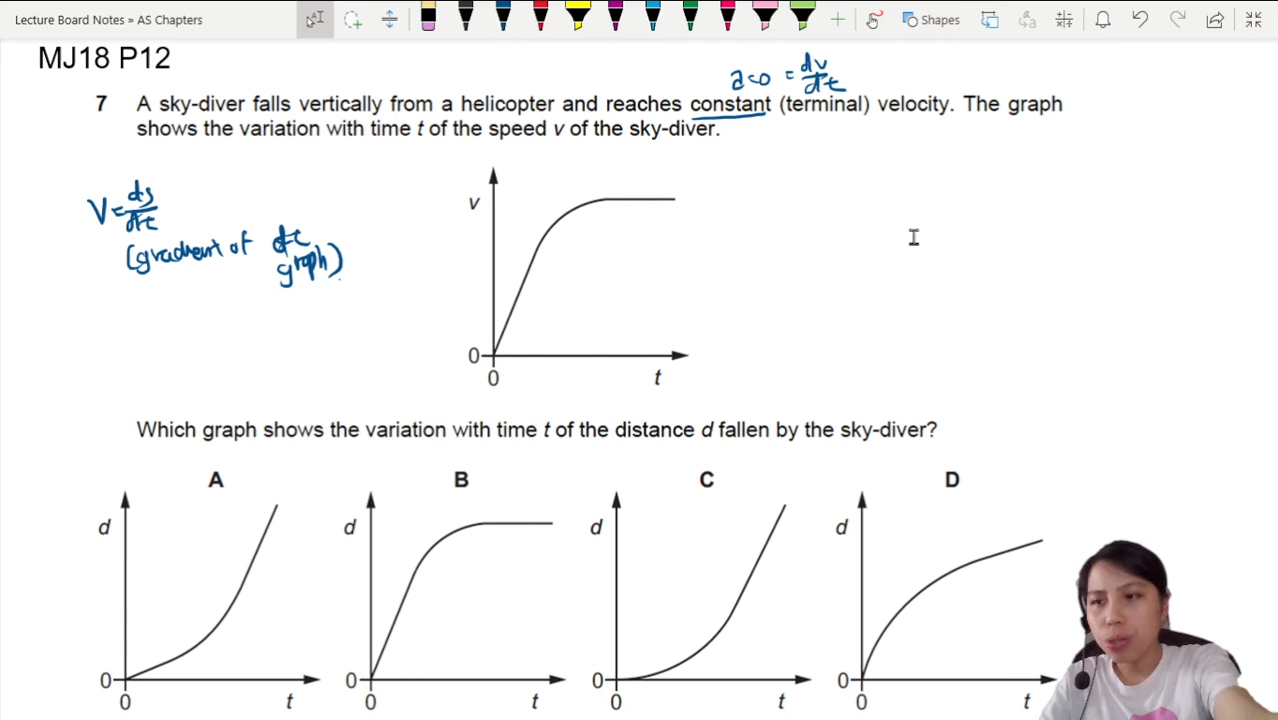 Lecture Board Notes » AS Chapters
Shapes
MJ18 P12
a=0 = dv/dt
7 A sky-diver falls vertically from a helicopter and reaches constant (terminal) velocity. The graph
shows the variation with time t of the speed v of the sky-diver.
v
V = ds/dt
(gradient of dt
graph)
0
0
t
Which graph shows the variation with time t of the distance d fallen by the sky-diver?
A B C D
d d d d
0 0 0 0
0 t 0 t 0 t 0 t